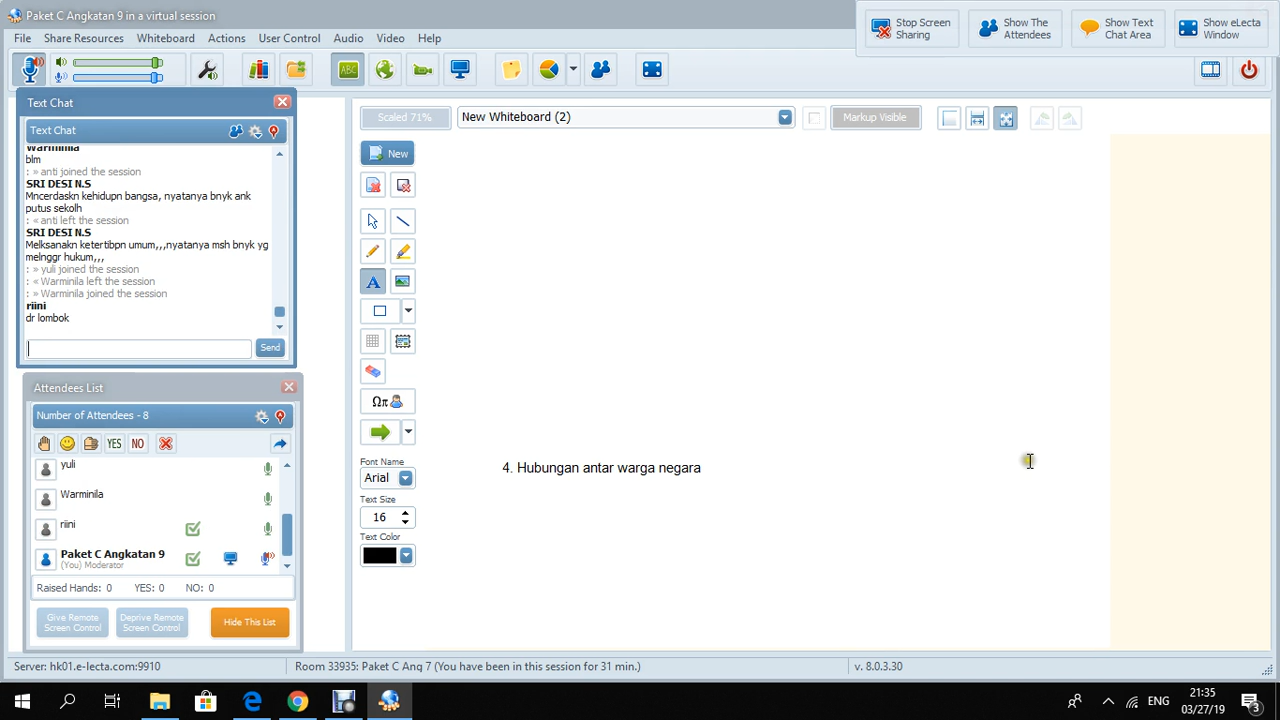 Paket C Angkatan 9 in a virtual session
Stop Screen Sharing
Show The Attendees
Show Text Chat Area
Show eLecta Window
File Share Resources Whiteboard Actions User Control Audio Video Help
ABC
Text Chat
Text Chat
Warminila
blm
: » anti joined the session
SRI DESI N.S
Mncerdaskn kehidupn bangsa, nyatanya bnyk ank
putus sekolh
: « anti left the session
SRI DESI N.S
Melksanakn ketertibpn umum,,,nyatanya msh bnyk yg
melnggr hukum,,,
: » yuli joined the session
: « Warminila left the session
: » Warminila joined the session
riini
dr lombok
Send
Attendees List
Number of Attendees - 8
YES NO
yuli
Warminila
riini
Paket C Angkatan 9
(You) Moderator
Raised Hands: 0 YES: 0 NO: 0
Give Remote Screen Control
Deprive Remote Screen Control
Hide This List
Scaled 71%
New Whiteboard (2)
Markup Visible
New
A
Ωπ
Font Name
Arial
Text Size
16
Text Color
4. Hubungan antar warga negara
Server: hk01.e-lecta.com:9910
Room 33935: Paket C Ang 7 (You have been in this session for 31 min.)
v. 8.0.3.30
ENG
21:35
03/27/19
3